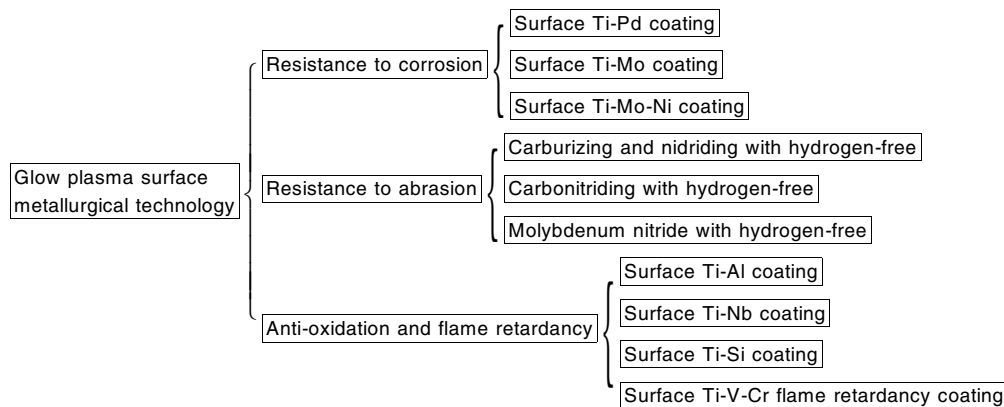 Surface Ti-Pd coating
Resistance to corrosion
Surface Ti-Mo coating
Surface Ti-Mo-Ni coating
Carburizing and nidriding with hydrogen-free
Glow plasma surface
metallurgical technology
Resistance to abrasion
Carbonitriding with hydrogen-free
Molybdenum nitride with hydrogen-free
Surface Ti-Al coating
Surface Ti-Nb coating
Anti-oxidation and flame retardancy
Surface Ti-Si coating
Surface Ti-V-Cr flame retardancy coating